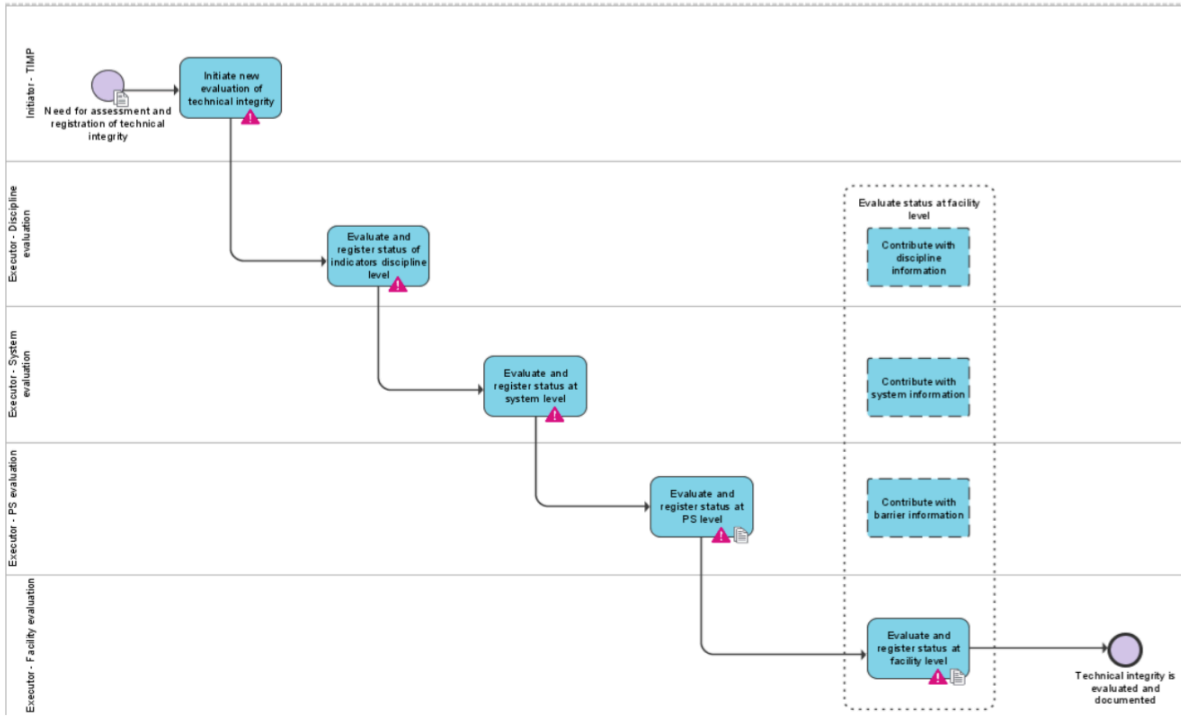 Initiator - TIMP
Need for assessment and
registration of technical
integrity
Initiate new
evaluation of
technical integrity
Executor - Discipline
evaluation
Evaluate and
register status of
indicators discipline
level
Evaluate status at facility
level
Contribute with
discipline
information
Executor - System
evaluation
Evaluate and
register status at
system level
Contribute with
system information
Executor - PS evaluation
Evaluate and
register status at
PS level
Contribute with
barrier information
Executor - Facility evaluation
Evaluate and
register status at
facility level
Technical integrity is
evaluated and
documented